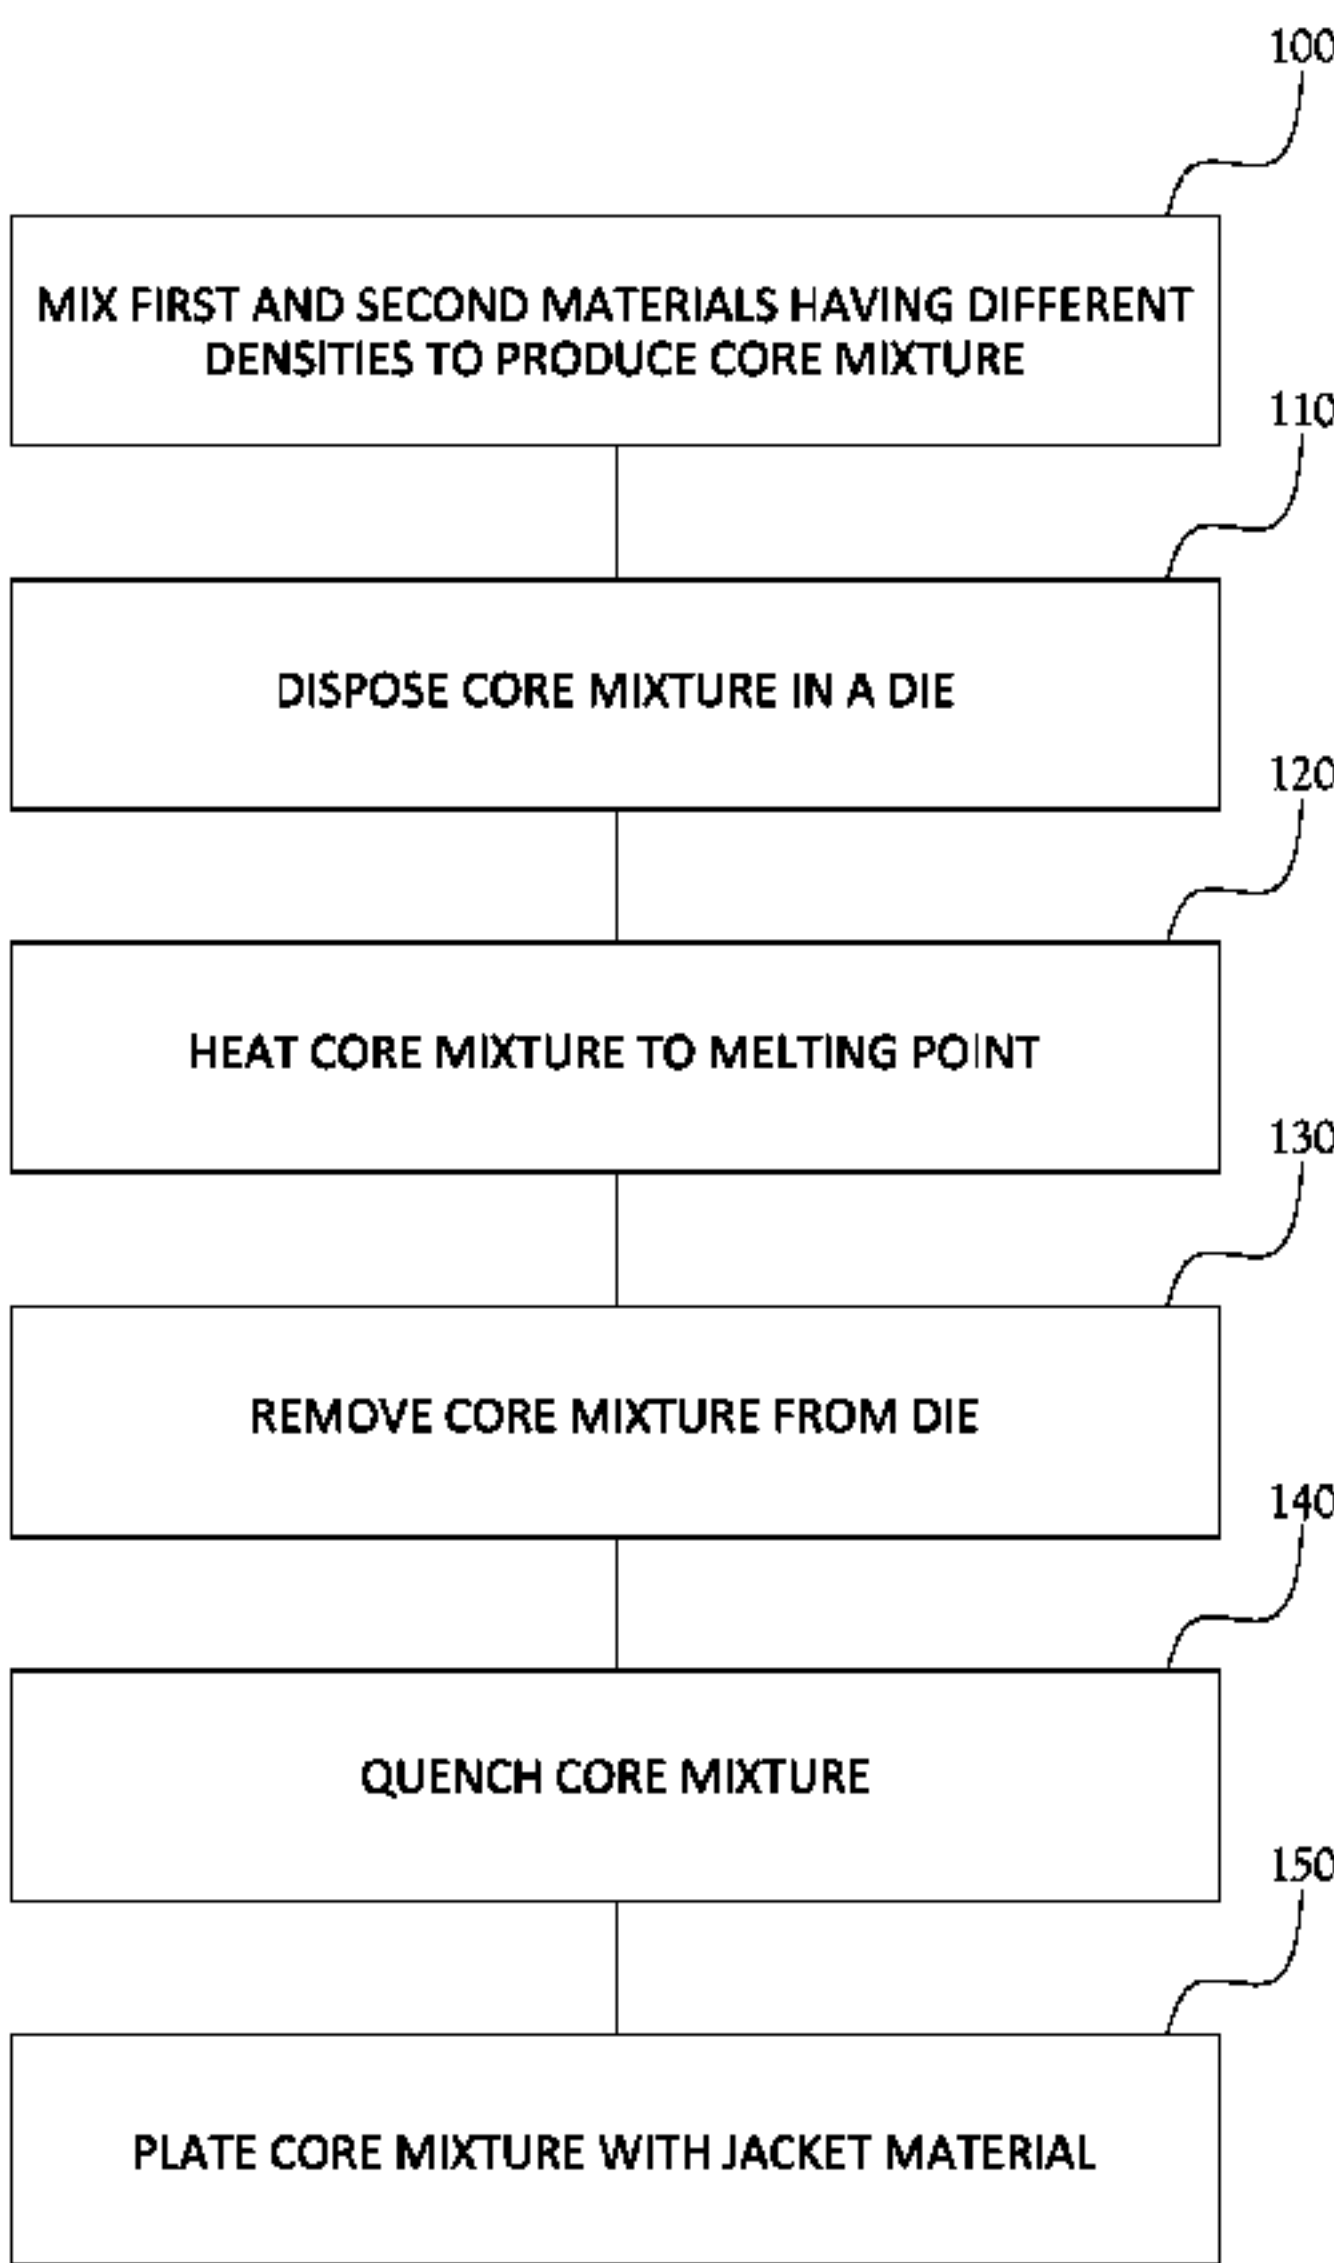 100
MIX FIRST AND SECOND MATERIALS HAVING DIFFERENT
DENSITIES TO PRODUCE CORE MIXTURE
110
DISPOSE CORE MIXTURE IN A DIE
120
HEAT CORE MIXTURE TO MELTING POINT
130
REMOVE CORE MIXTURE FROM DIE
140
QUENCH CORE MIXTURE
150
PLATE CORE MIXTURE WITH JACKET MATERIAL